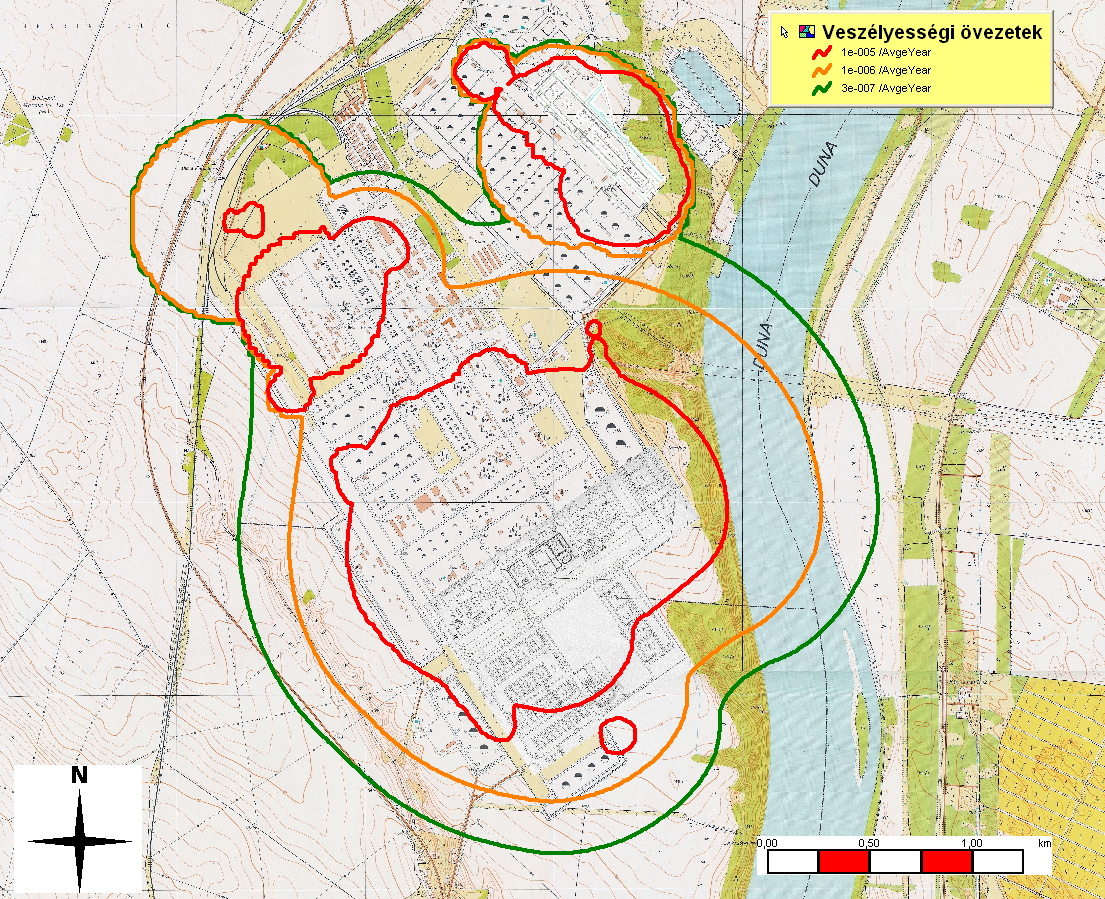 Veszélyességi övezetek
1e-005 /AvgeYear
1e-006 /AvgeYear
3e-007 /AvgeYear
DUNA
DUNA
N
0,00 0,50 1,00 km